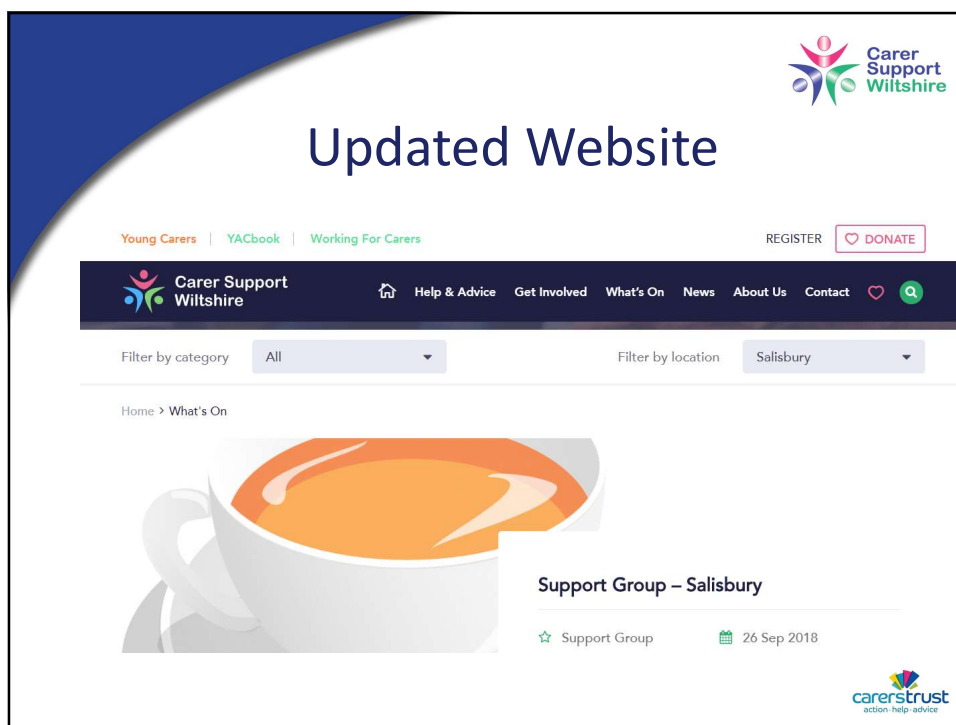 Carer
Support
Wiltshire
Updated Website
Young Carers | YACbook | Working For Carers REGISTER DONATE
Carer Support
Wiltshire
Help & Advice Get Involved What's On News About Us Contact
Filter by category All Filter by location Salisbury
Home > What's On
Support Group – Salisbury
Support Group 26 Sep 2018
carerstrust
action·help·advice